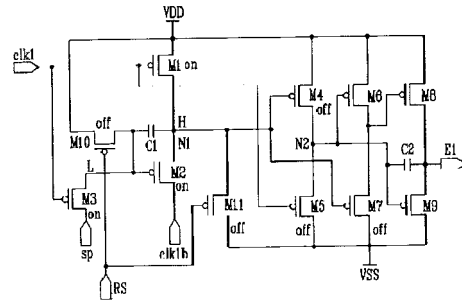 VDD
clk1
M1 on
M4
off
M6
M8
off
M10
C1
H
N1
N2
C2
E1
L
M2
on
M3
on
M11
off
M5
off
M7
off
M9
off
sp
clk1b
RS
VSS